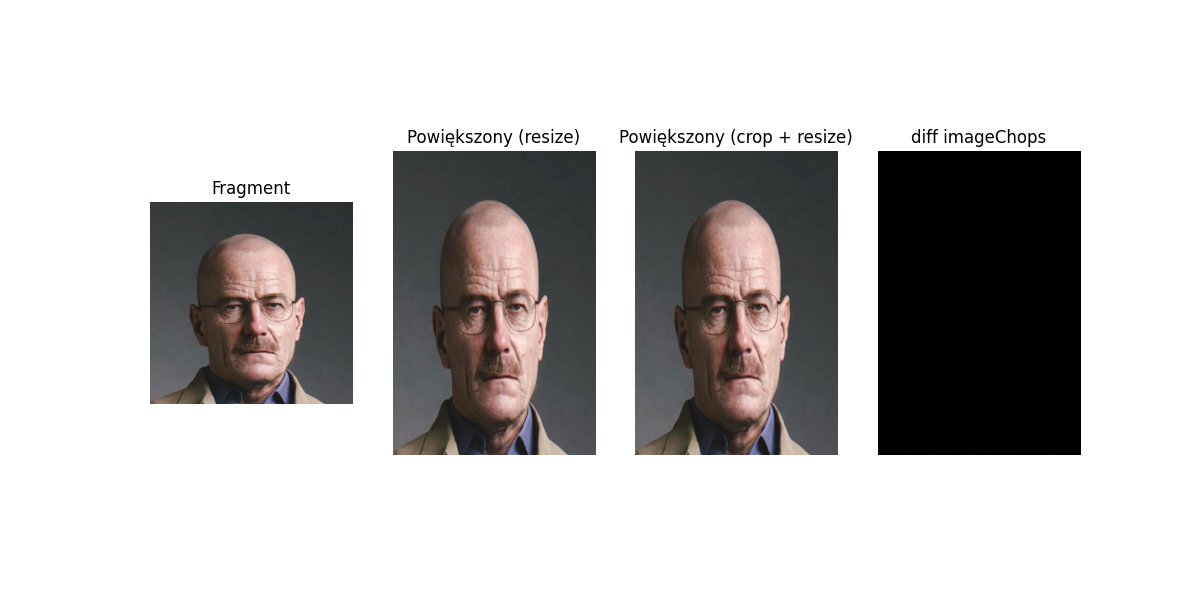 Fragment
Powiększony (resize)
Powiększony (crop + resize)
diff imageChops